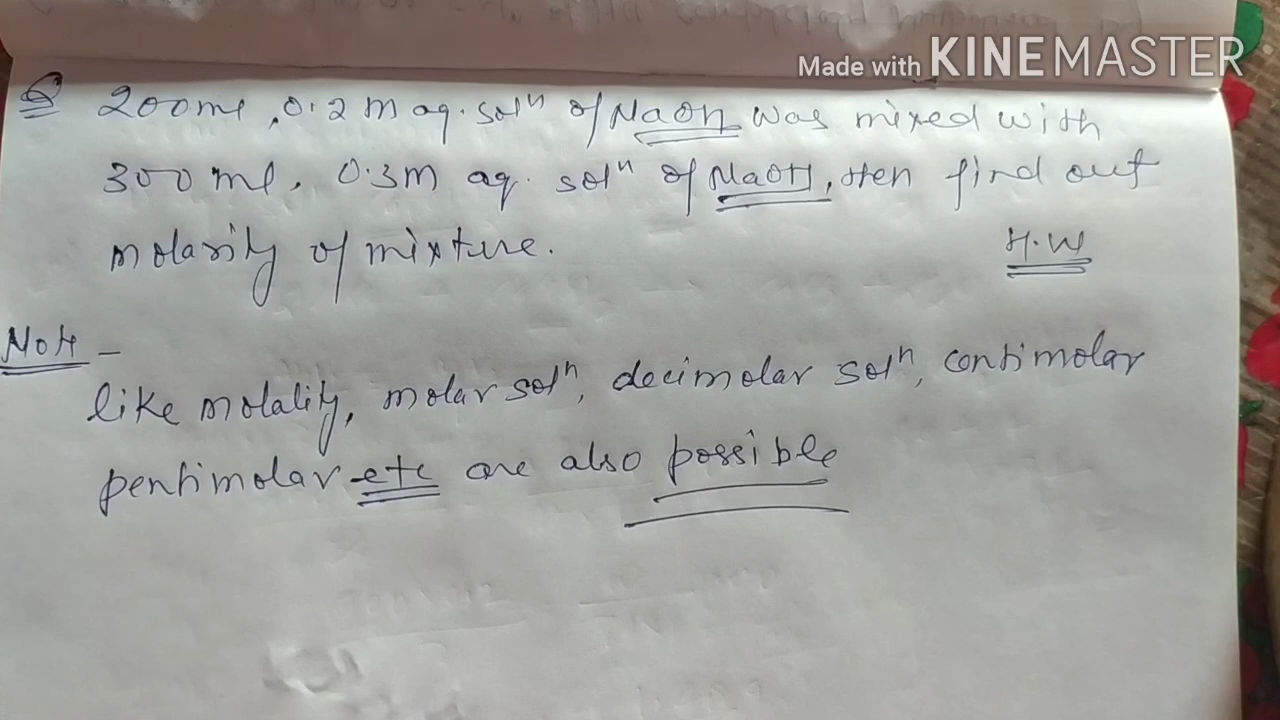 Made with KINEMASTER
Q 200ml, 0.2 M aq. solⁿ of NaOH was mixed with
300 ml, 0.3M aq. solⁿ of NaOH, then find out
molarity of mixture.
H.W
Note -
like molality, molar solⁿ, decimolar solⁿ, centimolar
pentimolar etc are also possible